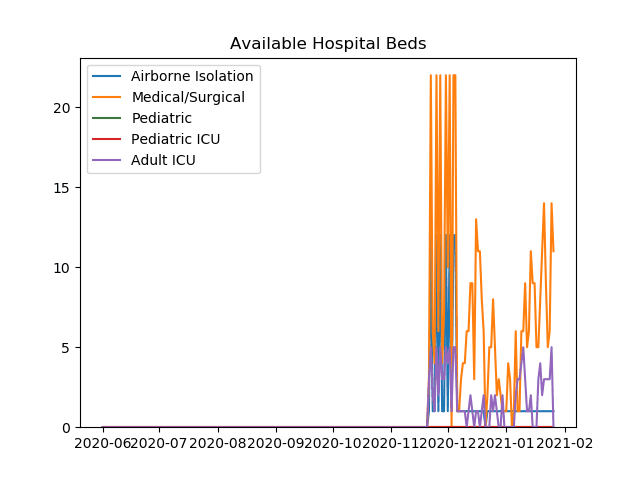 Available Hospital Beds
Airborne Isolation
Medical/Surgical
Pediatric
Pediatric ICU
Adult ICU
20
15
10
5
0
2020-06 2020-07 2020-08 2020-09 2020-10 2020-11 2020-12 2021-01 2021-02